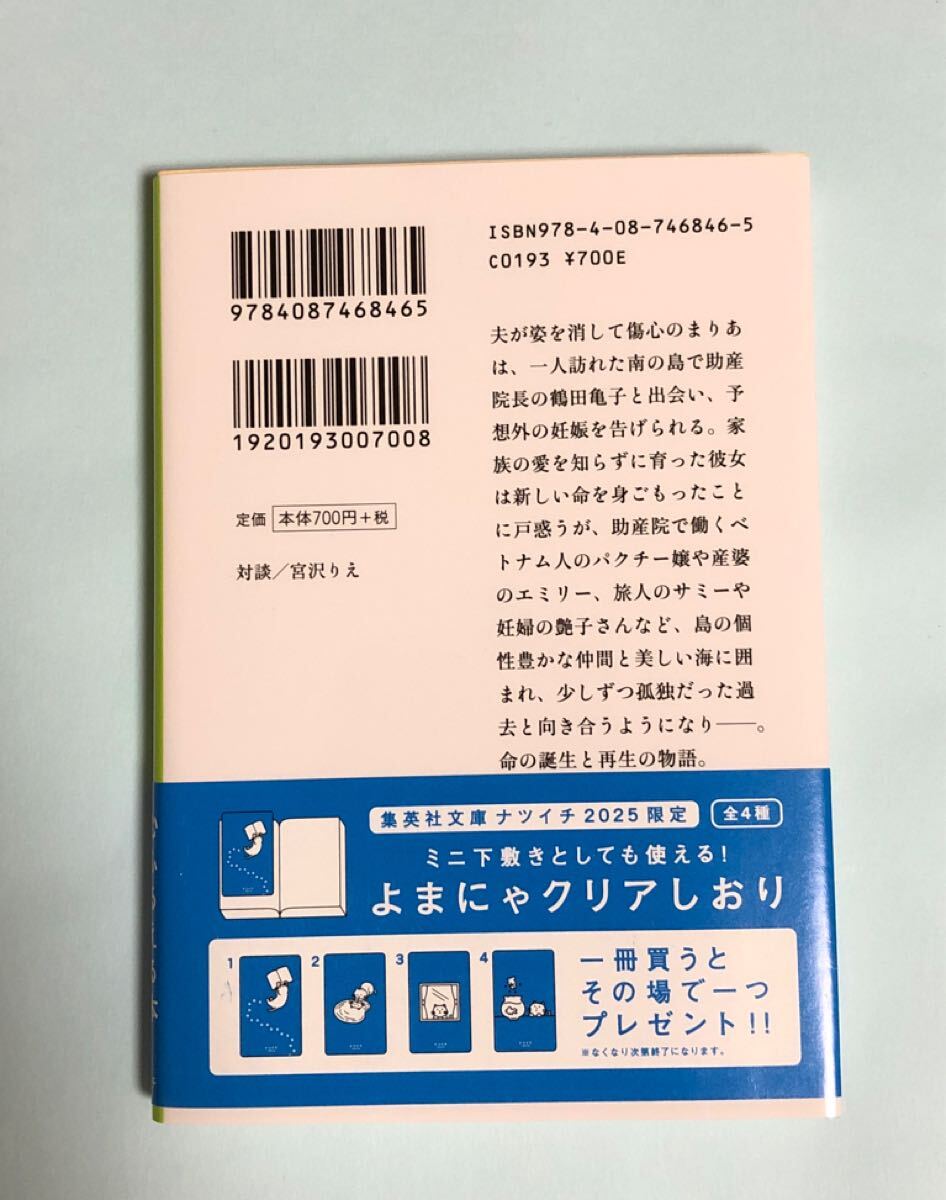 ISBN978-4-08-746846-5
C0193 ¥700E
9784087468465
1920193007008
定価 本体700円+税
対談/宮沢りえ
夫が姿を消して傷心のまりあ
は、一人訪れた南の島で助産
院長の鶴田亀子と出会い、予
想外の妊娠を告げられる。家
族の愛を知らずに育った彼女
は新しい命を身ごもったこと
に戸惑うが、助産院で働くベ
トナム人のパクチー嬢や産婆
のエミリー、旅人のサミーや
妊婦の艶子さんなど、島の個
性豊かな仲間と美しい海に囲
まれ、少しずつ孤独だった過
去と向き合うようになり――。
命の誕生と再生の物語。
集英社文庫 ナツイチ 2025 限定 全4種
ミニ下敷きとしても使える!
よまにゃクリアしおり
1 2 3 4
一冊買うと
その場で一つ
プレゼント!!
※なくなり次第終了になります。